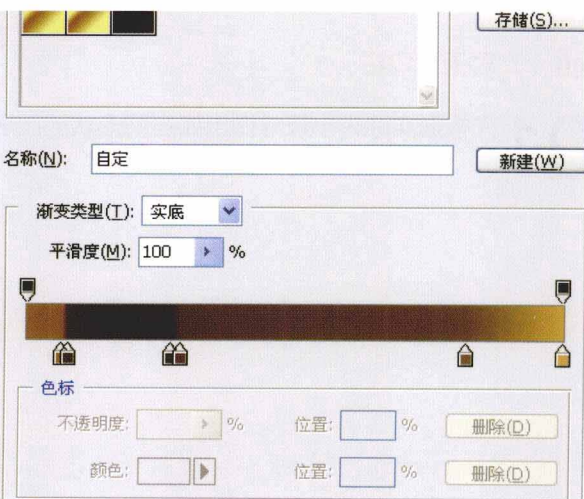 存储(S)...
名称(N): 自定 新建(W)
渐变类型(T): 实底
平滑度(M): 100 %
色标
不透明度: % 位置: % 删除(D)
颜色: 位置: % 删除(D)